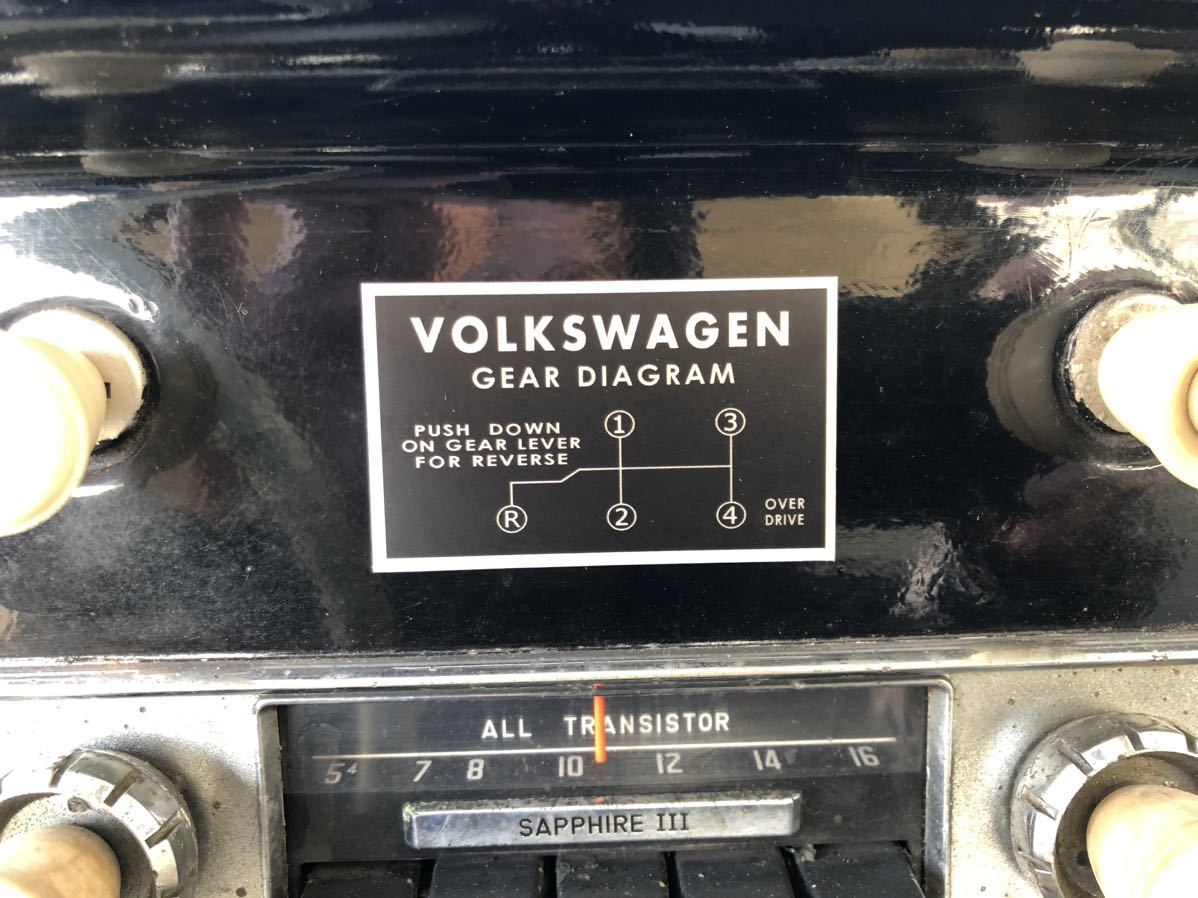 VOLKSWAGEN
GEAR DIAGRAM
PUSH DOWN
ON GEAR LEVER
FOR REVERSE
1 3
R 2 4
OVER
DRIVE
ALL TRANSISTOR
5⁴ 7 8 10 12 14 16
SAPPHIRE III